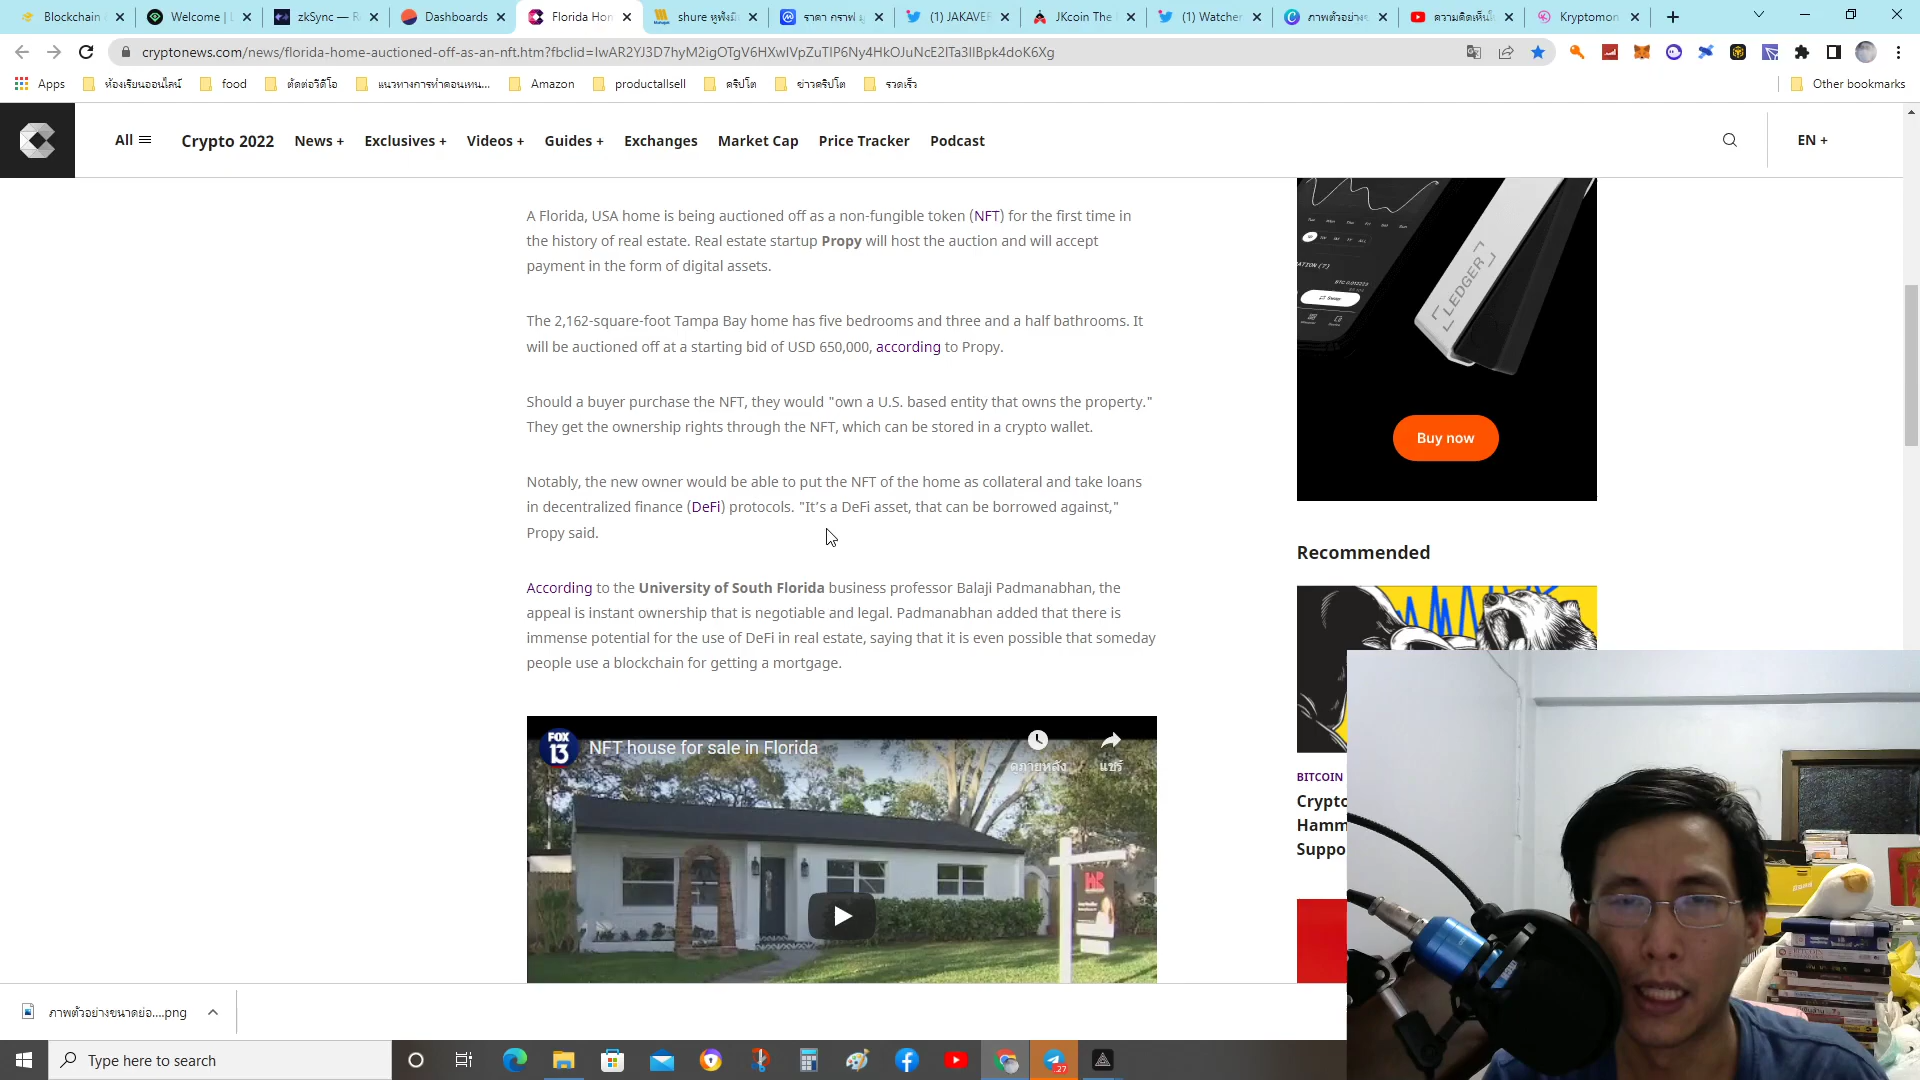 Blockchain
Welcome | L
zkSync — R
Dashboards
Florida Hom
shure หูฟังมี
ราคา กราฟ มู
(1) JAKAVER
JKcoin The
(1) Watcher
ภาพตัวอย่างข
ความคิดเห็นใ
Kryptomon
cryptonews.com/news/florida-home-auctioned-off-as-an-nft.htm?fbclid=IwAR2YJ3D7hyM2igOTgV6HXwIVpZuTIP6Ny4HkOJuNcE2ITa3IIBpk4doK6Xg
Apps
ห้องเรียนออนไลน์
food
ตัดต่อวีดีโอ
แนวทางการทำคอนเทน...
Amazon
productallsell
คริปโต
ข่าวคริปโต
รวดเร็ว
Other bookmarks
All
Crypto 2022
News +
Exclusives +
Videos +
Guides +
Exchanges
Market Cap
Price Tracker
Podcast
EN +
A Florida, USA home is being auctioned off as a non-fungible token (NFT) for the first time in
the history of real estate. Real estate startup Propy will host the auction and will accept
payment in the form of digital assets.
The 2,162-square-foot Tampa Bay home has five bedrooms and three and a half bathrooms. It
will be auctioned off at a starting bid of USD 650,000, according to Propy.
Should a buyer purchase the NFT, they would "own a U.S. based entity that owns the property."
They get the ownership rights through the NFT, which can be stored in a crypto wallet.
Notably, the new owner would be able to put the NFT of the home as collateral and take loans
in decentralized finance (DeFi) protocols. "It's a DeFi asset, that can be borrowed against,"
Propy said.
According to the University of South Florida business professor Balaji Padmanabhan, the
appeal is instant ownership that is negotiable and legal. Padmanabhan added that there is
immense potential for the use of DeFi in real estate, saying that it is even possible that someday
people use a blockchain for getting a mortgage.
FOX
13
NFT house for sale in Florida
ดูภายหลัง
แชร์
LEDGER
Buy now
Recommended
BITCOIN
Crypto
Hamm
Suppo
ภาพตัวอย่างขนาดย่อ....png
Type here to search
27